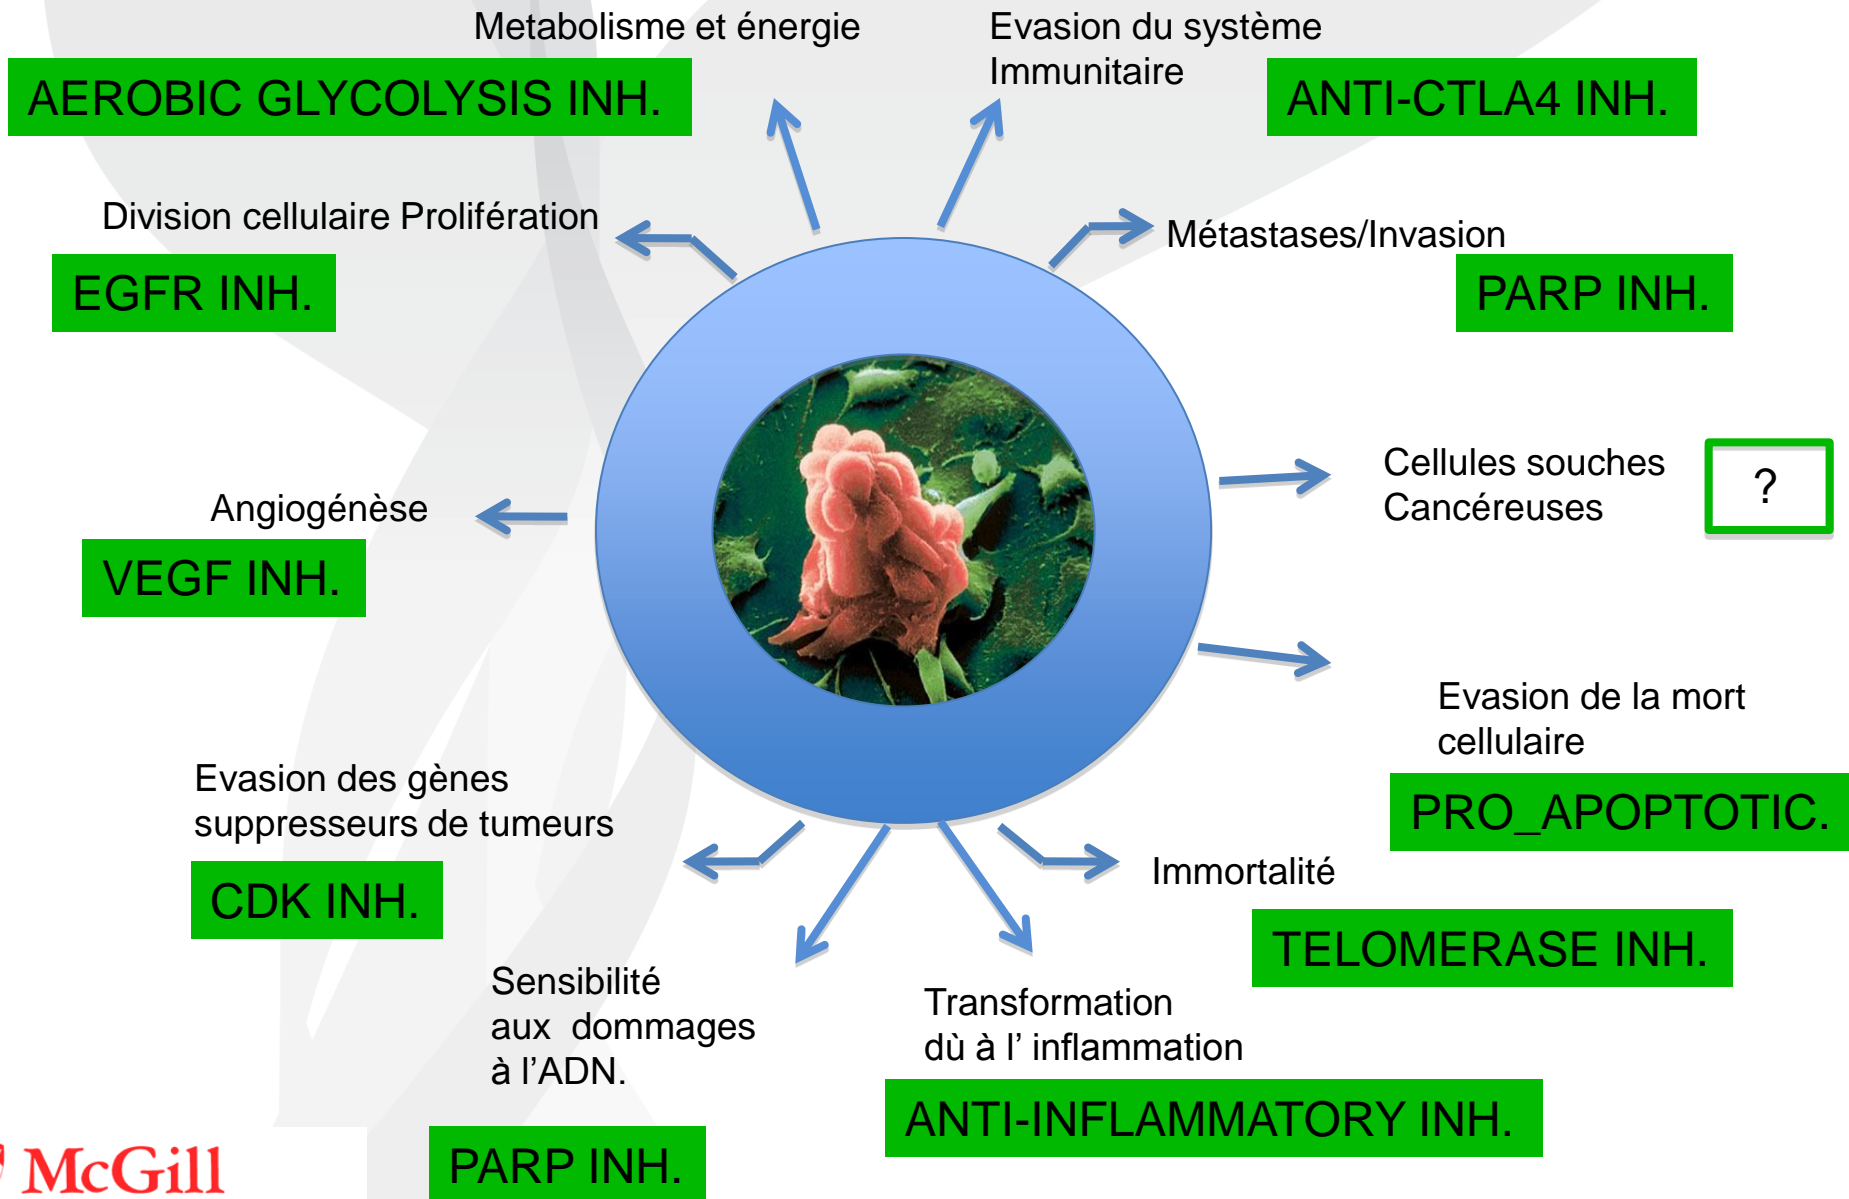 Metabolisme et énergie
Evasion du système
Immunitaire
AEROBIC GLYCOLYSIS INH.
ANTI-CTLA4 INH.
Division cellulaire Prolifération
Métastases/Invasion
EGFR INH.
PARP INH.
Cellules souches
Cancéreuses
?
Angiogénèse
VEGF INH.
Evasion de la mort
cellulaire
PRO_APOPTOTIC.
Evasion des gènes
suppresseurs de tumeurs
CDK INH.
Immortalité
TELOMERASE INH.
Sensibilité
aux  dommages
à l’ADN.
PARP INH.
Transformation
dù à l’ inflammation
ANTI-INFLAMMATORY INH.
McGill